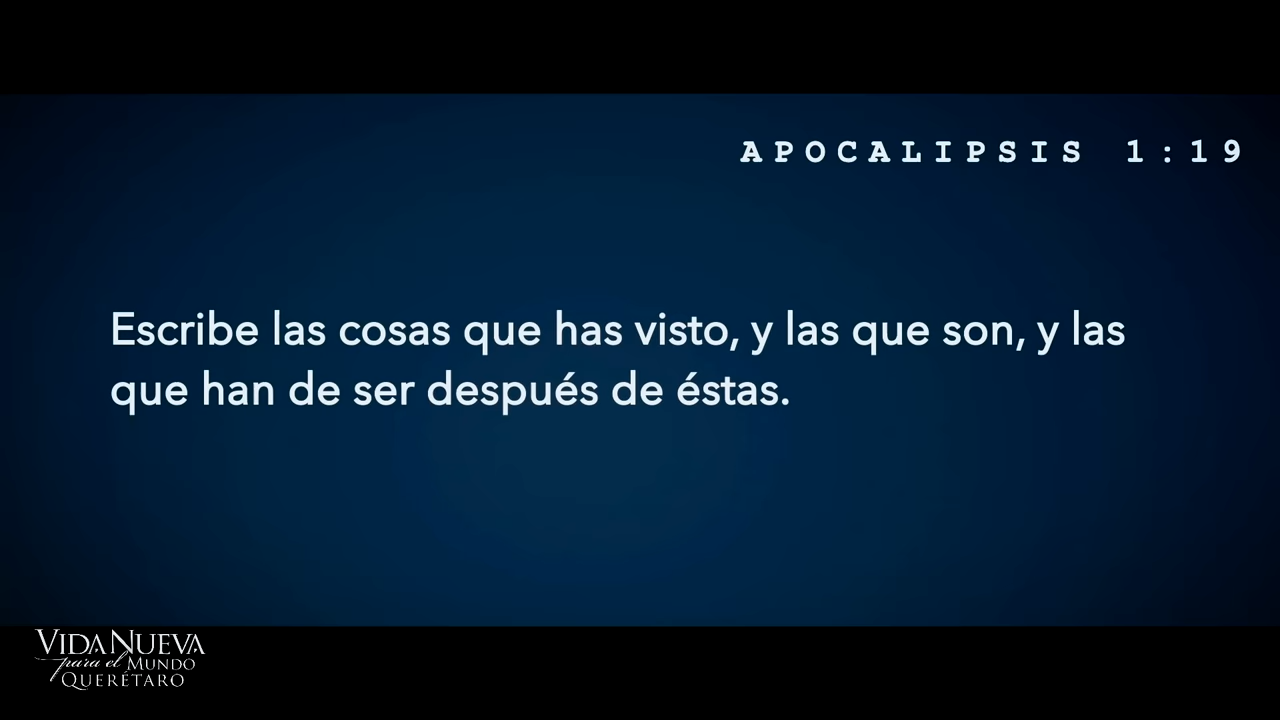 APOCALIPSIS 1:19
Escribe las cosas que has visto, y las que son, y las
que han de ser después de éstas.
VIDA NUEVA
para el MUNDO
QUERÉTARO